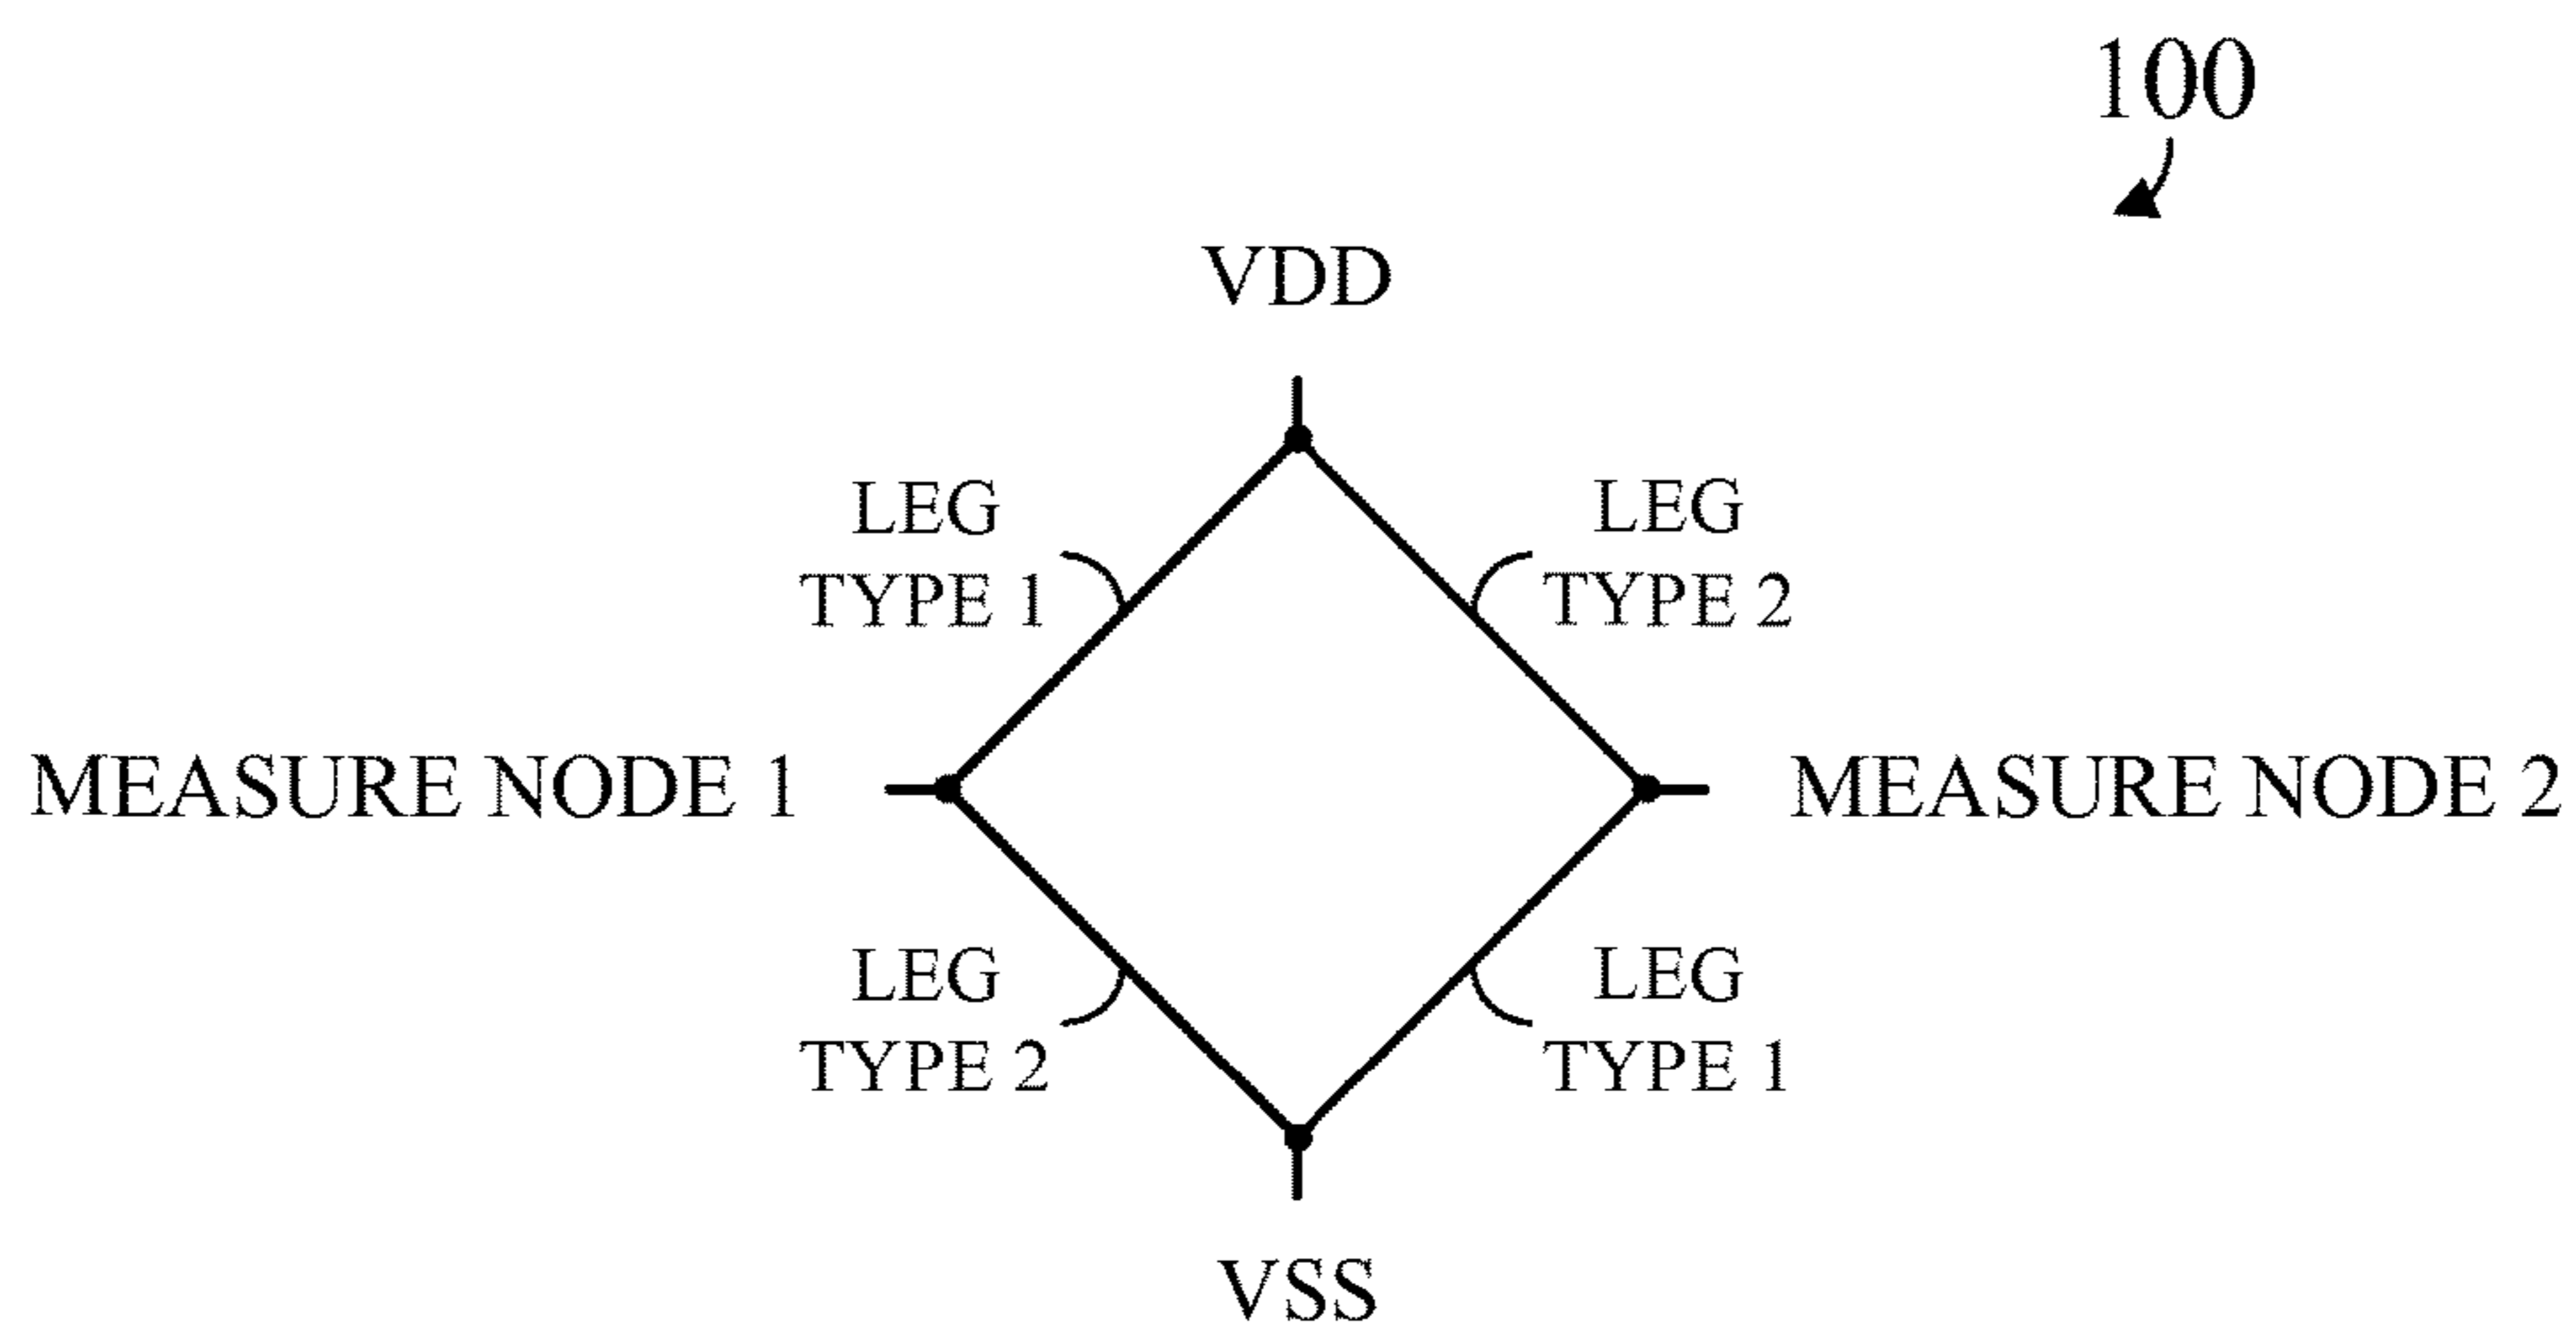 100
VDD
LEG
TYPE 1
LEG
TYPE 2
MEASURE NODE 1
MEASURE NODE 2
LEG
TYPE 2
LEG
TYPE 1
VSS